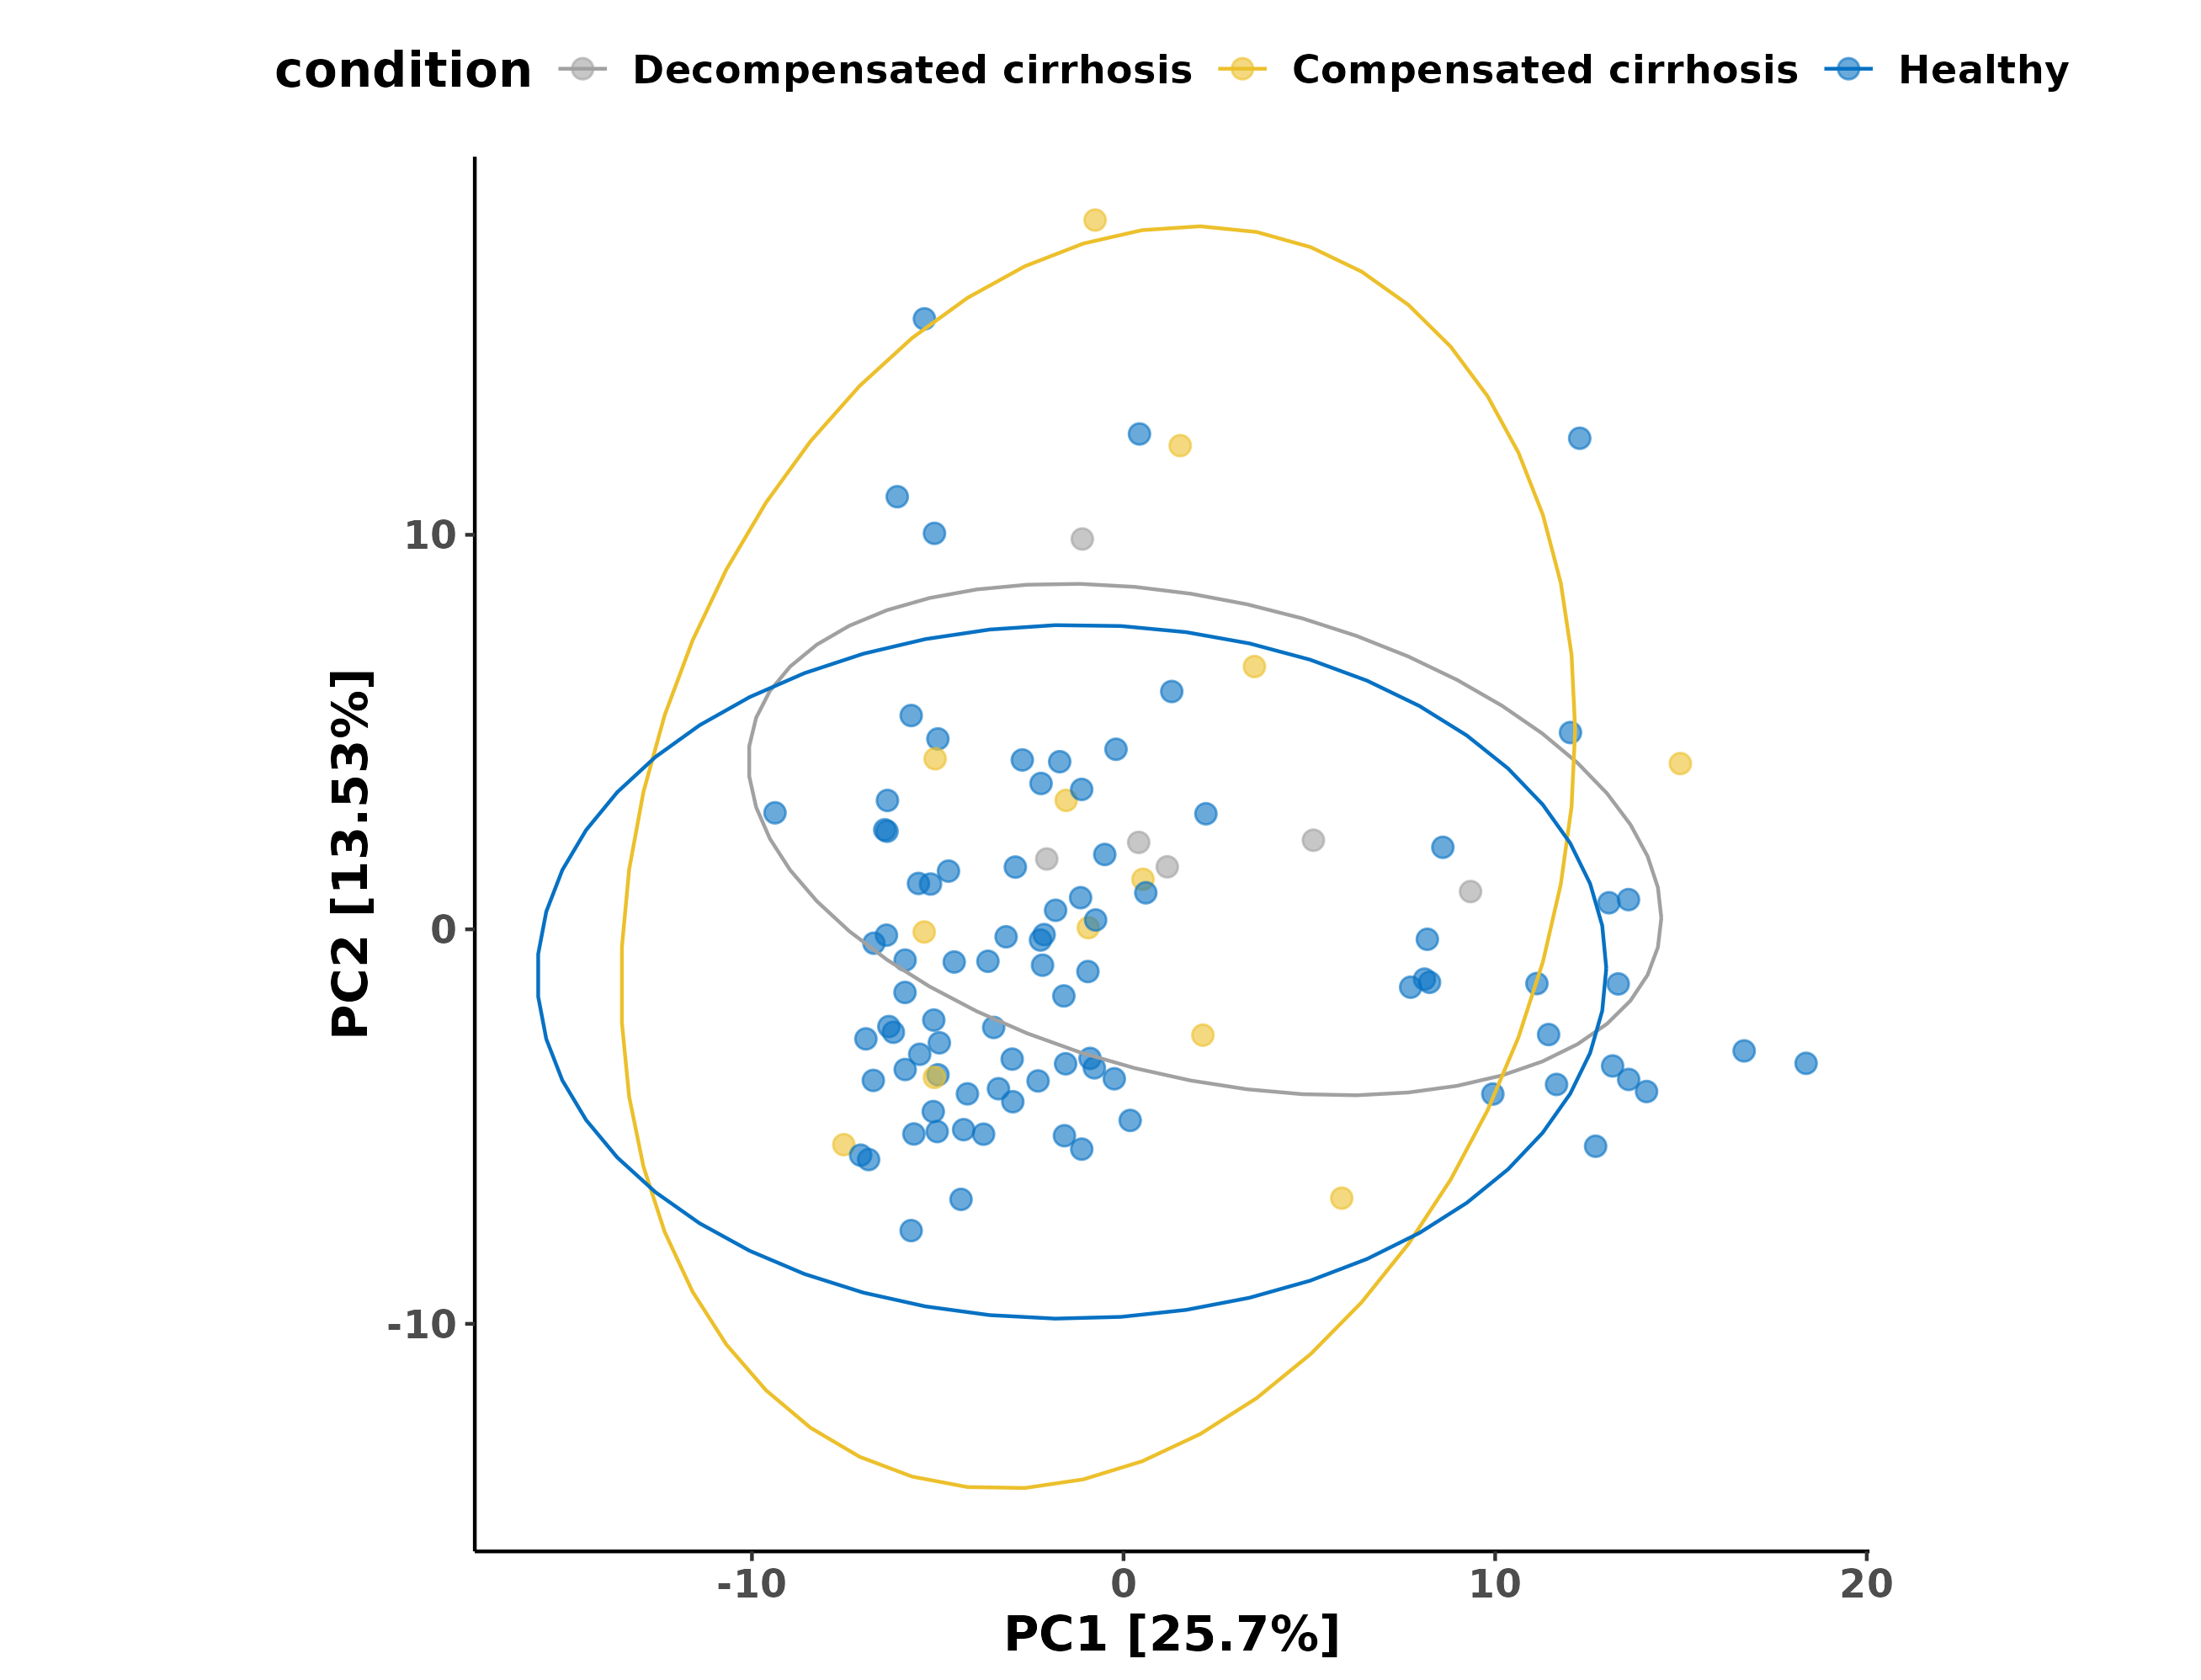 condition Decompensated cirrhosis Compensated cirrhosis Healthy
PC2 [13.53%]
10
0
-10
-10 0 10 20
PC1 [25.7%]